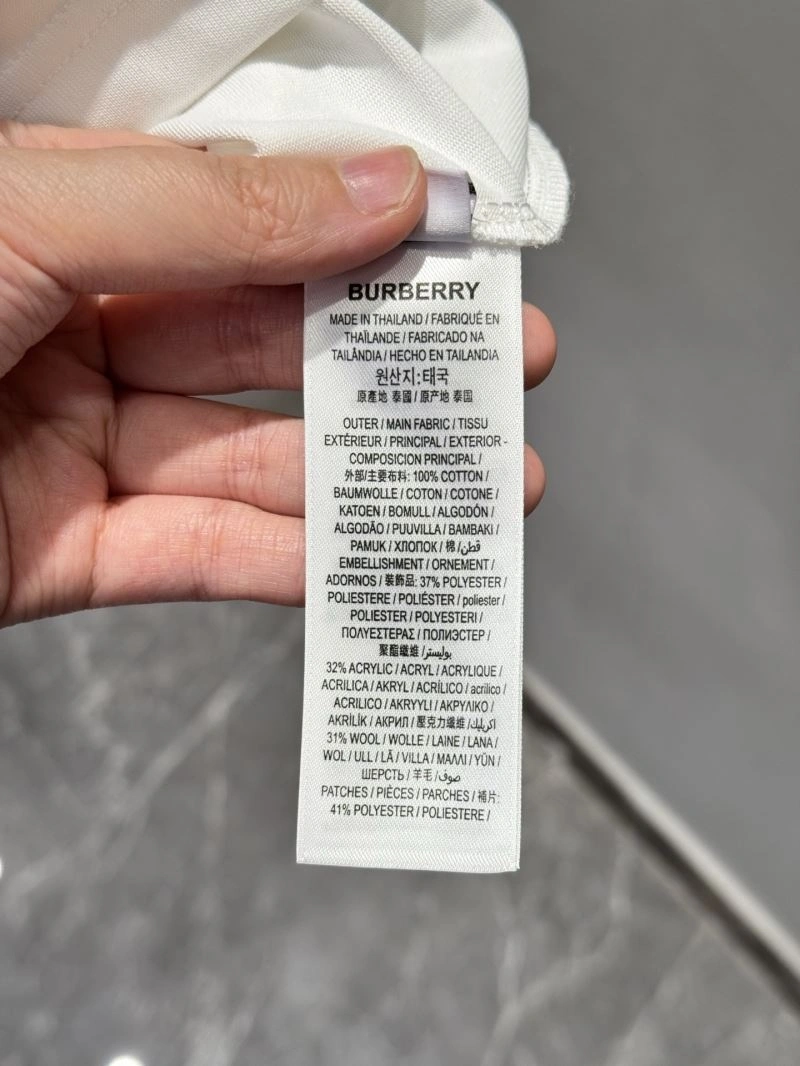 BURBERRY
MADE IN THAILAND / FABRIQUÉ EN
THAÏLANDE / FABRICADO NA
TAILÂNDIA / HECHO EN TAILANDIA
원산지:태국
原產地 泰國 / 原产地 泰国
OUTER / MAIN FABRIC / TISSU
EXTÉRIEUR / PRINCIPAL / EXTERIOR -
COMPOSICION PRINCIPAL /
外部/主要布料: 100% COTTON /
BAUMWOLLE / COTON / COTONE /
KATOEN / BOMULL / ALGODÓN /
ALGODÃO / PUUVILLA / BAMBAKI /
PAMUK / ХЛОПОК / 棉 /قطن
EMBELLISHMENT / ORNEMENT /
ADORNOS / 裝飾品: 37% POLYESTER /
POLIESTERE / POLIÉSTER / poliester /
POLIESTER / POLYESTERI /
ΠΟΛΥΕΣΤΕΡΑΣ / ПОЛИЭСТЕР /
聚酯纖維 /بوليستر
32% ACRYLIC / ACRYL / ACRYLIQUE /
ACRILICA / AKRYL / ACRÍLICO / acrilico /
ACRILICO / AKRYYLI / ΑΚΡΥΛΙΚΟ /
AKRİLİK / АКРИЛ / 壓克力纖維 /اكريليك
31% WOOL / WOLLE / LAINE / LANA /
WOL / ULL / LÃ / VILLA / ΜΑΛΛΙ / YÜN /
ШЕРСТЬ / 羊毛 /صوف
PATCHES / PIÈCES / PARCHES / 補片:
41% POLYESTER / POLIESTERE /